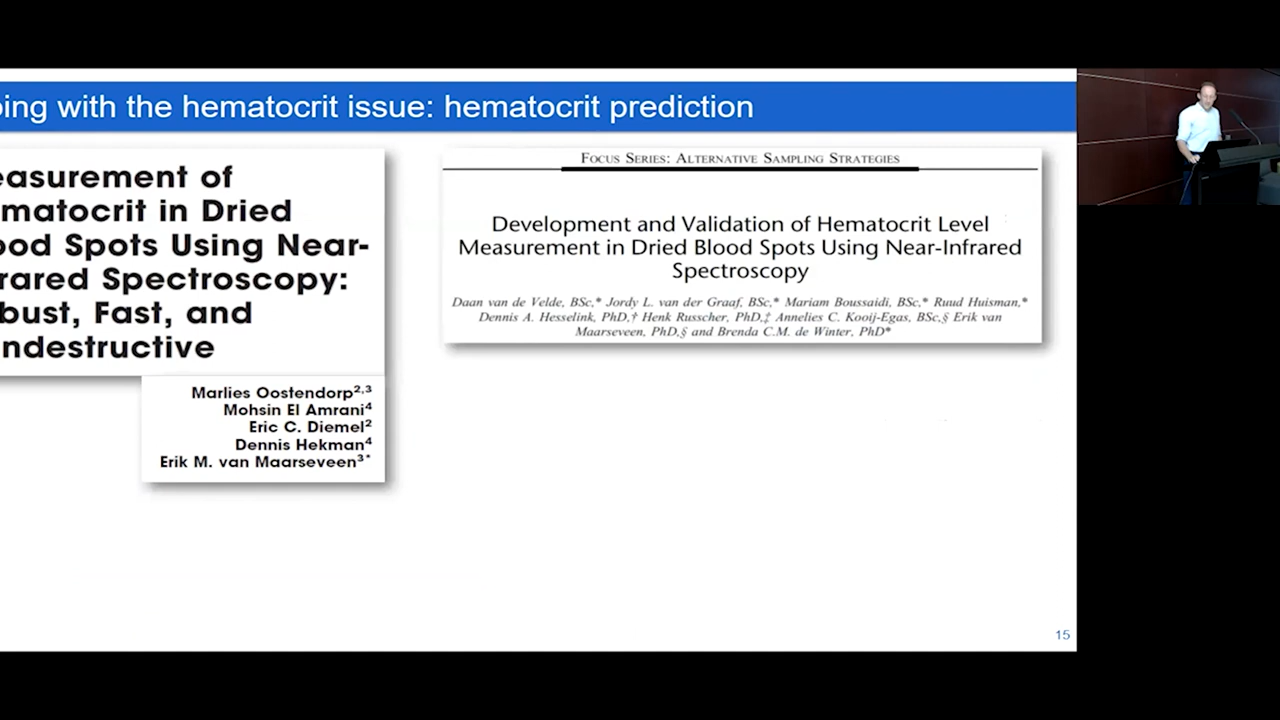 ing with the hematocrit issue: hematocrit prediction
easurement of
matocrit in Dried
ood Spots Using Near-
rared Spectroscopy:
bust, Fast, and
ndestructive
Marlies Oostendorp2,3
Mohsin El Amrani4
Eric C. Diemel2
Dennis Hekman4
Erik M. van Maarseveen3*
FOCUS SERIES: ALTERNATIVE SAMPLING STRATEGIES
Development and Validation of Hematocrit Level
Measurement in Dried Blood Spots Using Near-Infrared
Spectroscopy
Daan van de Velde, BSc,* Jordy L. van der Graaf, BSc,* Mariam Boussaidi, BSc,* Ruud Huisman,*
Dennis A. Hesselink, PhD,† Henk Russcher, PhD,‡ Annelies C. Kooij-Egas, BSc,§ Erik van
Maarseveen, PhD,§ and Brenda C.M. de Winter, PhD*
15